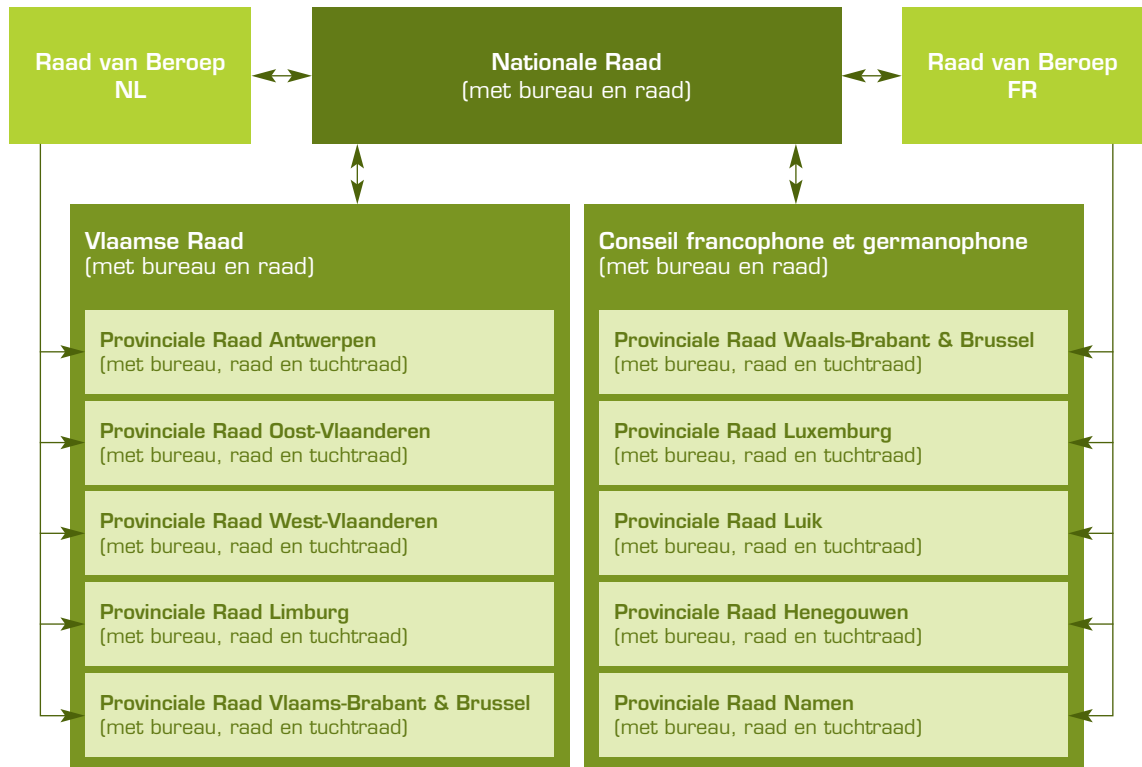 Raad van Beroep
NL
Nationale Raad
(met bureau en raad)
Raad van Beroep
FR
Vlaamse Raad
(met bureau en raad)
Provinciale Raad Antwerpen
(met bureau, raad en tuchtraad)
Provinciale Raad Oost-Vlaanderen
(met bureau, raad en tuchtraad)
Provinciale Raad West-Vlaanderen
(met bureau, raad en tuchtraad)
Provinciale Raad Limburg
(met bureau, raad en tuchtraad)
Provinciale Raad Vlaams-Brabant & Brussel
(met bureau, raad en tuchtraad)
Conseil francophone et germanophone
(met bureau en raad)
Provinciale Raad Waals-Brabant & Brussel
(met bureau, raad en tuchtraad)
Provinciale Raad Luxemburg
(met bureau, raad en tuchtraad)
Provinciale Raad Luik
(met bureau, raad en tuchtraad)
Provinciale Raad Henegouwen
(met bureau, raad en tuchtraad)
Provinciale Raad Namen
(met bureau, raad en tuchtraad)